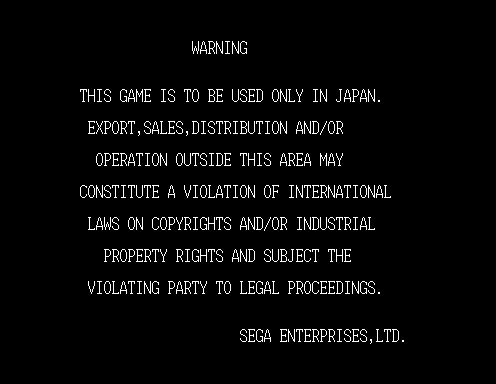 WARNING
THIS GAME IS TO BE USED ONLY IN JAPAN.
EXPORT,SALES,DISTRIBUTION AND/OR
OPERATION OUTSIDE THIS AREA MAY
CONSTITUTE A VIOLATION OF INTERNATIONAL
LAWS ON COPYRIGHTS AND/OR INDUSTRIAL
PROPERTY RIGHTS AND SUBJECT THE
VIOLATING PARTY TO LEGAL PROCEEDINGS.
SEGA ENTERPRISES,LTD.